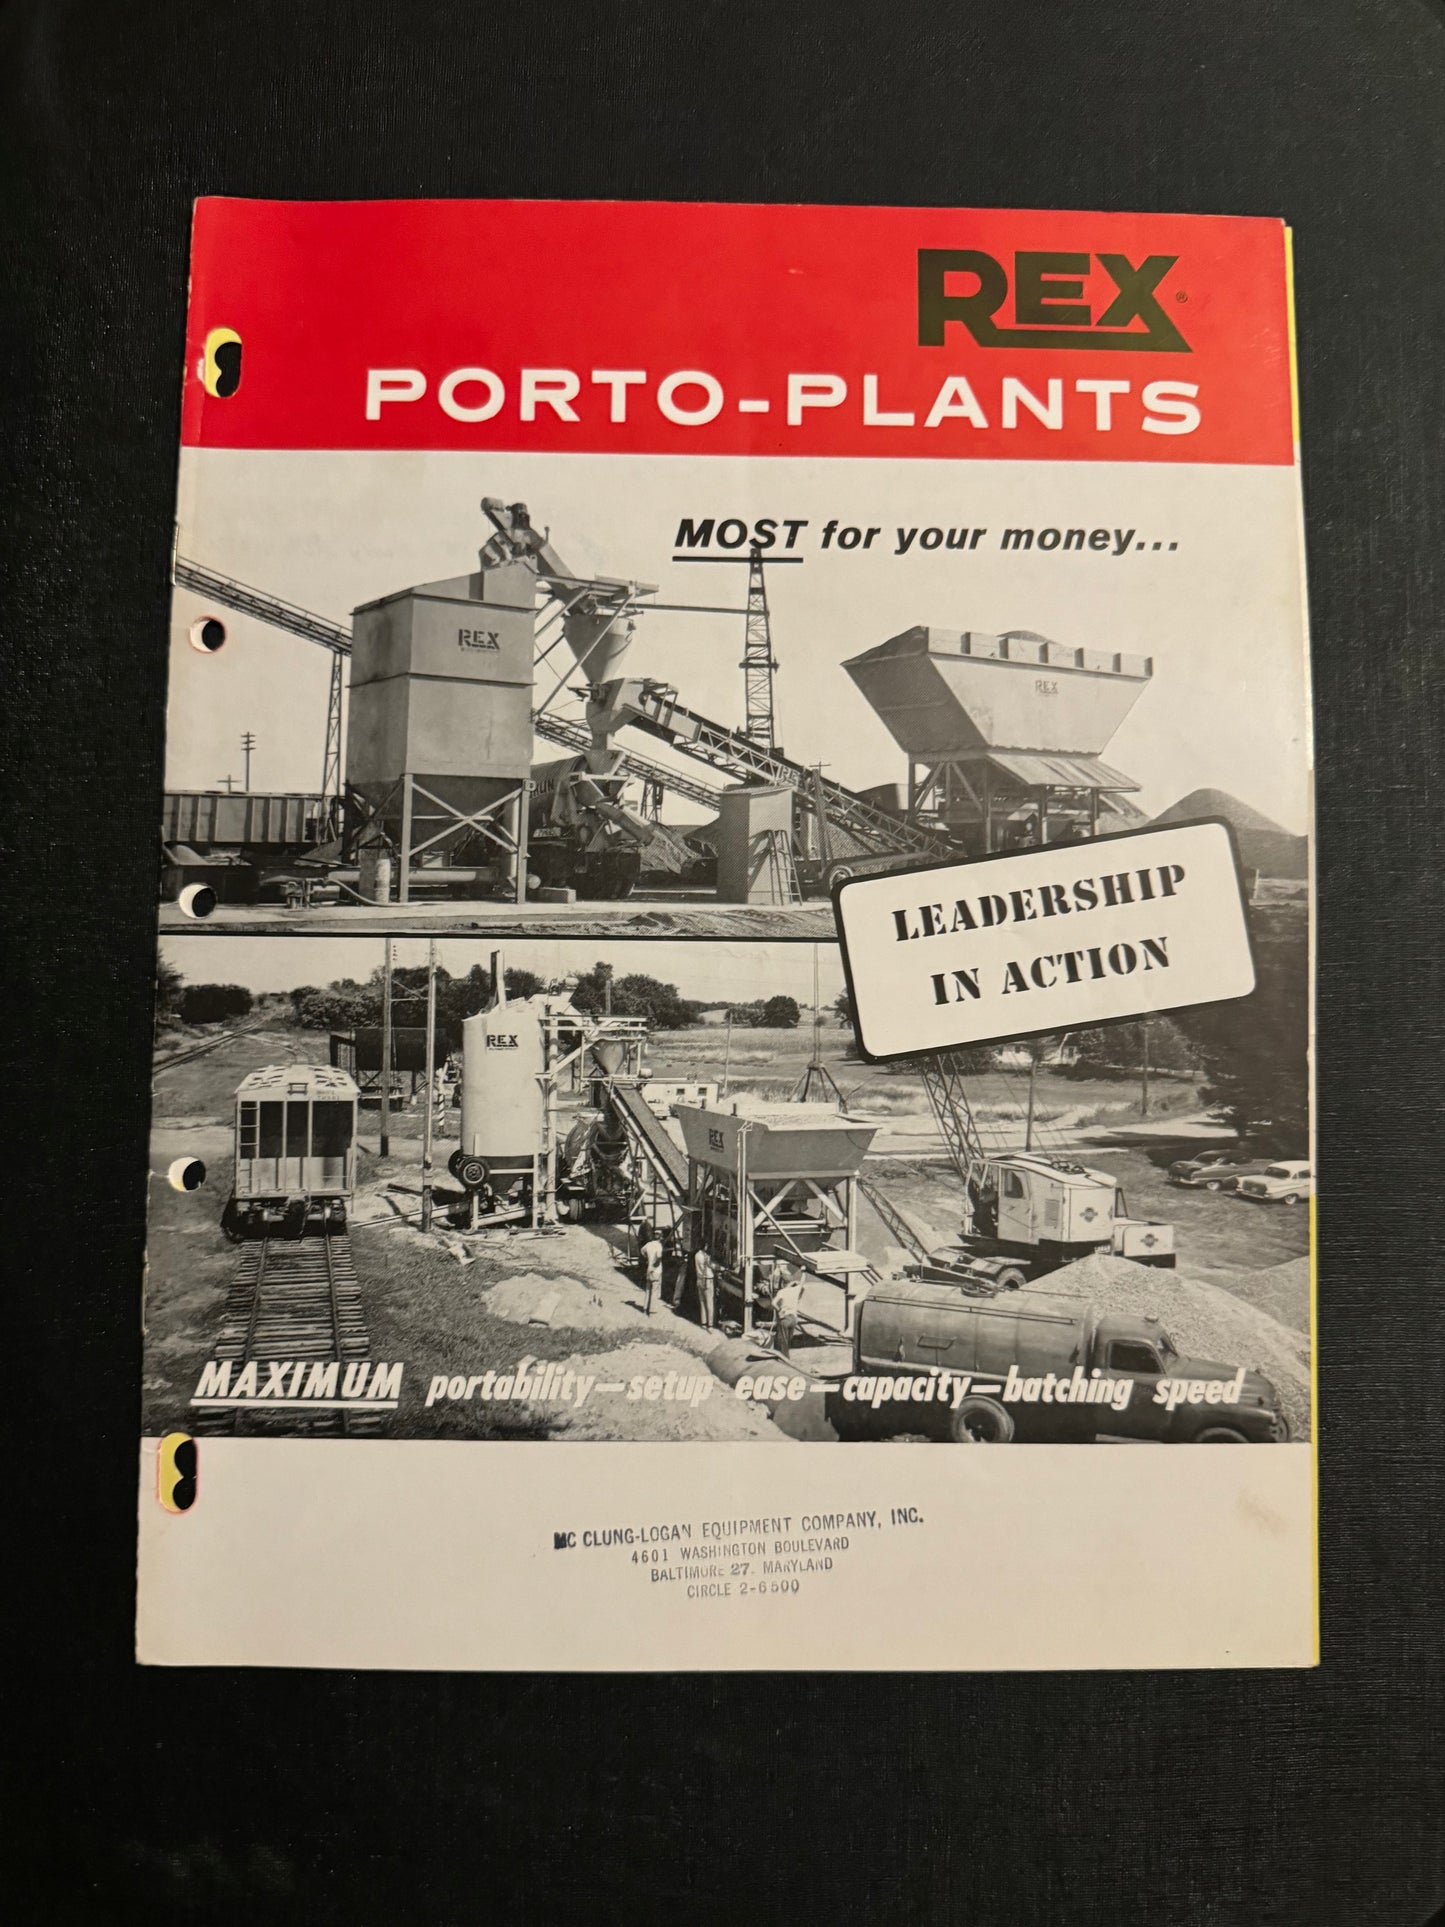 REX®
PORTO-PLANTS
MOST for your money...
REX
REX
REX
LEADERSHIP
IN ACTION
REX
REX
MAXIMUM portability—setup ease—capacity—batching speed
MC CLUNG-LOGAN EQUIPMENT COMPANY, INC.
4601 WASHINGTON BOULEVARD
BALTIMORE 27, MARYLAND
CIRCLE 2-6500